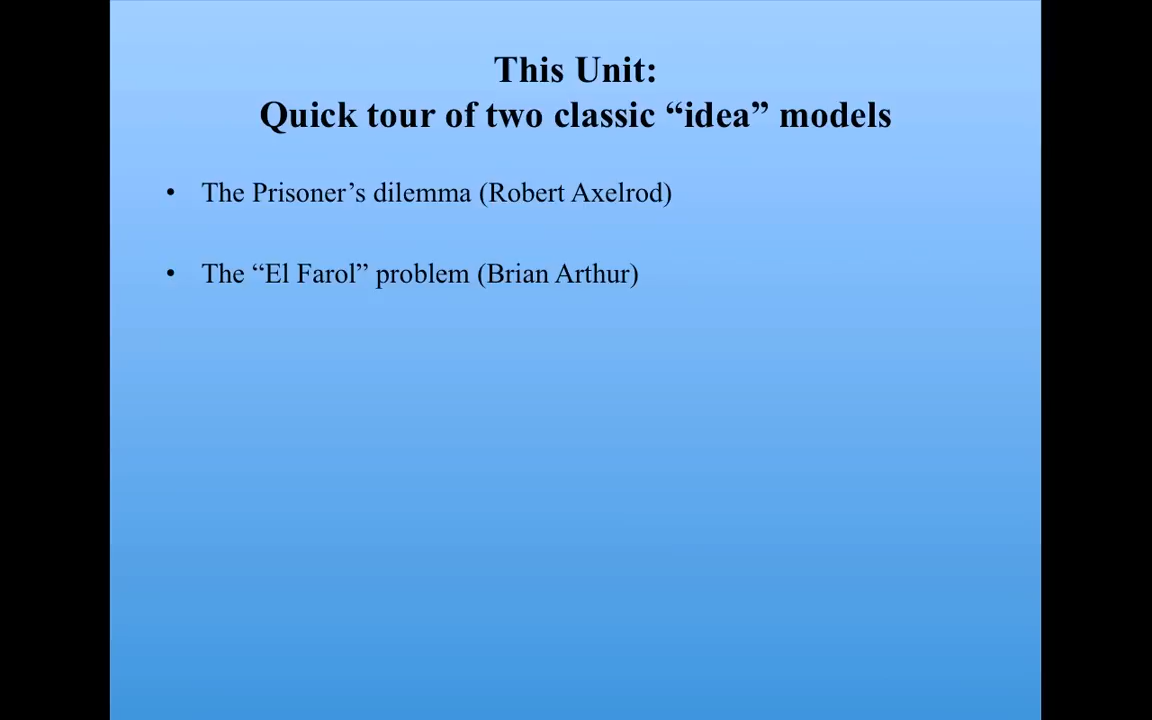 This Unit:
Quick tour of two classic “idea” models
• The Prisoner’s dilemma (Robert Axelrod)
• The “El Farol” problem (Brian Arthur)